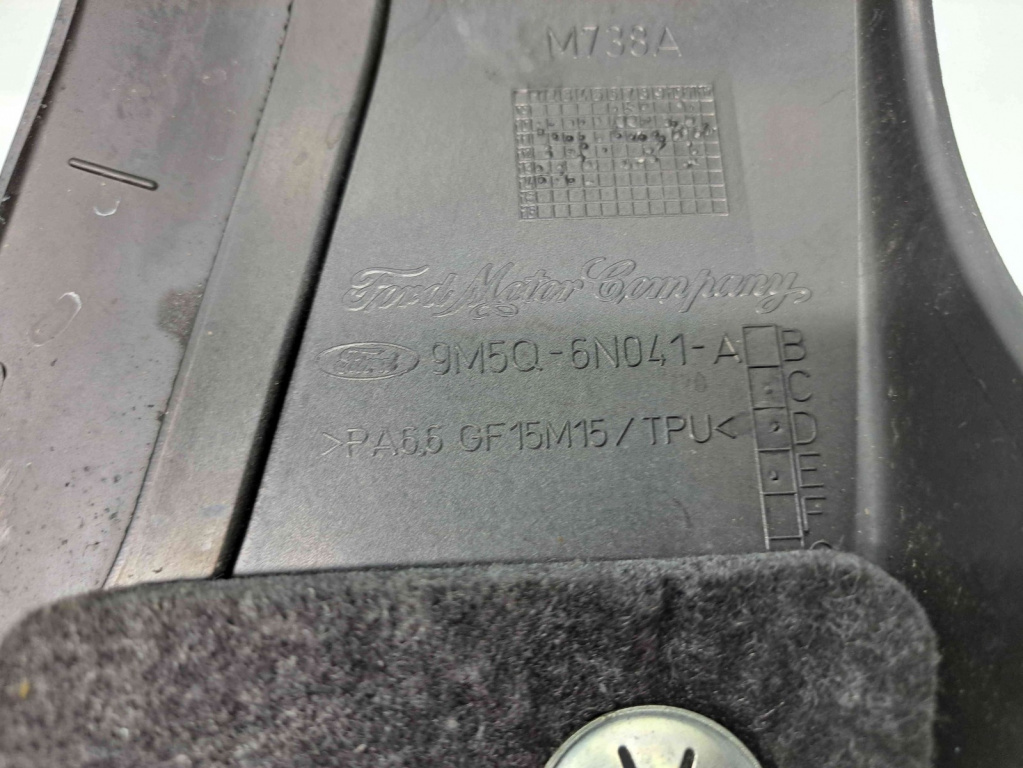 M738A
Ford Motor Company
Ford 9M5Q-6N041-A B
C
>PA6.6 GF15M15/TPU< D
E
F